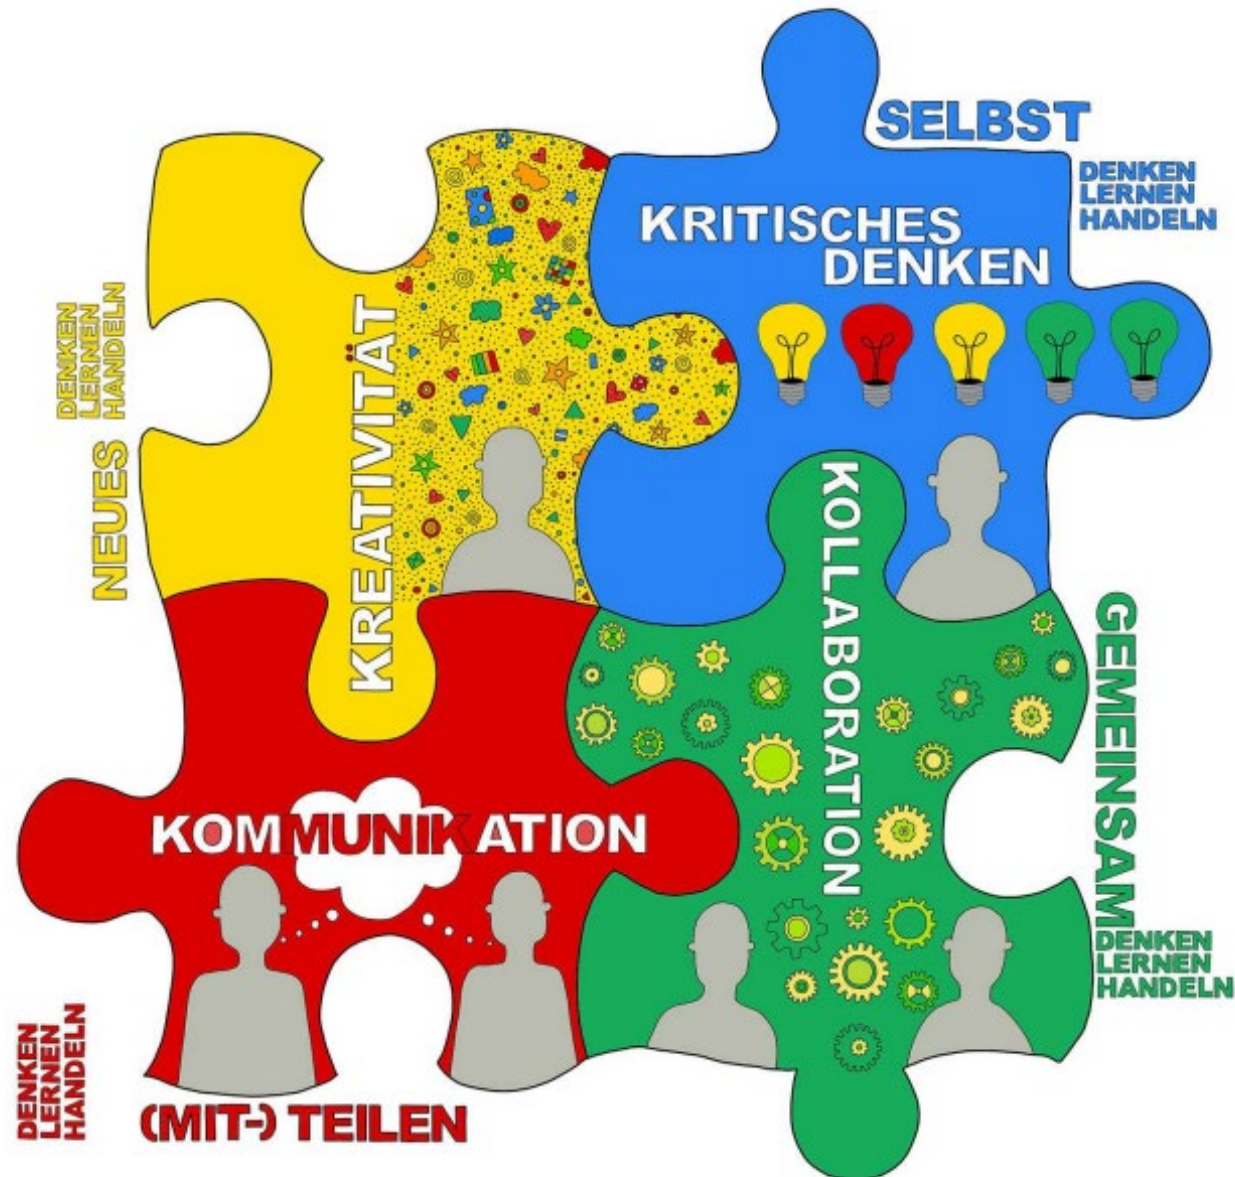 SELBST
DENKEN
LERNEN
HANDELN
KRITISCHES
DENKEN
NEUES
DENKEN
LERNEN
HANDELN
KREATIVITÄT
KOLLABORATION
GEMEINSAM
DENKEN
LERNEN
HANDELN
KOMMUNIKATION
DENKEN
LERNEN
HANDELN
(MIT-) TEILEN